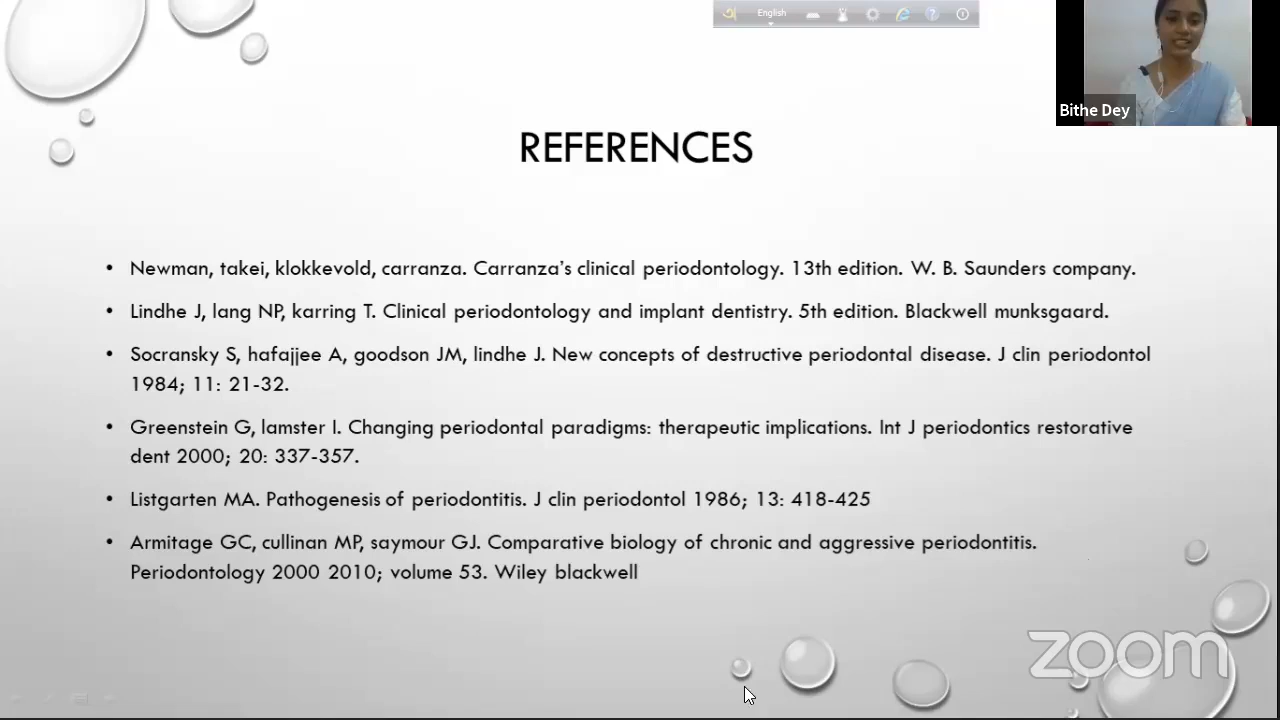 English
Bithe Dey
REFERENCES
• Newman, takei, klokkevold, carranza. Carranza's clinical periodontology. 13th edition. W. B. Saunders company.
• Lindhe J, lang NP, karring T. Clinical periodontology and implant dentistry. 5th edition. Blackwell munksgaard.
• Socransky S, hafajjee A, goodson JM, lindhe J. New concepts of destructive periodontal disease. J clin periodontol
1984; 11: 21-32.
• Greenstein G, lamster I. Changing periodontal paradigms: therapeutic implications. Int J periodontics restorative
dent 2000; 20: 337-357.
• Listgarten MA. Pathogenesis of periodontitis. J clin periodontol 1986; 13: 418-425
• Armitage GC, cullinan MP, saymour GJ. Comparative biology of chronic and aggressive periodontitis.
Periodontology 2000 2010; volume 53. Wiley blackwell
zoom